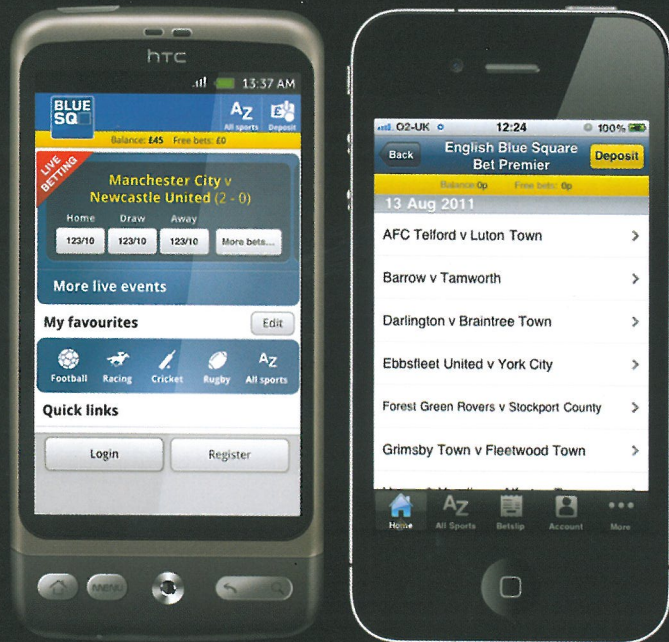 hTC
13:37 AM
BLUE
SQ
AZ
All sports
£
Deposit
Balance: £45 Free bets: £0
LIVE
BETTING
Manchester City v
Newcastle United (2 - 0)
Home Draw Away
123/10 123/10 123/10 More bets...
More live events
My favourites Edit
Football Racing Cricket Rugby AZ All sports
Quick links
Login Register
MENU
O2-UK 12:24 100%
Back English Blue Square
Bet Premier Deposit
Balance: 0p Free bets: 0p
13 Aug 2011
AFC Telford v Luton Town
Barrow v Tamworth
Darlington v Braintree Town
Ebbsfleet United v York City
Forest Green Rovers v Stockport County
Grimsby Town v Fleetwood Town
AZ
Home All Sports Betslip Account More